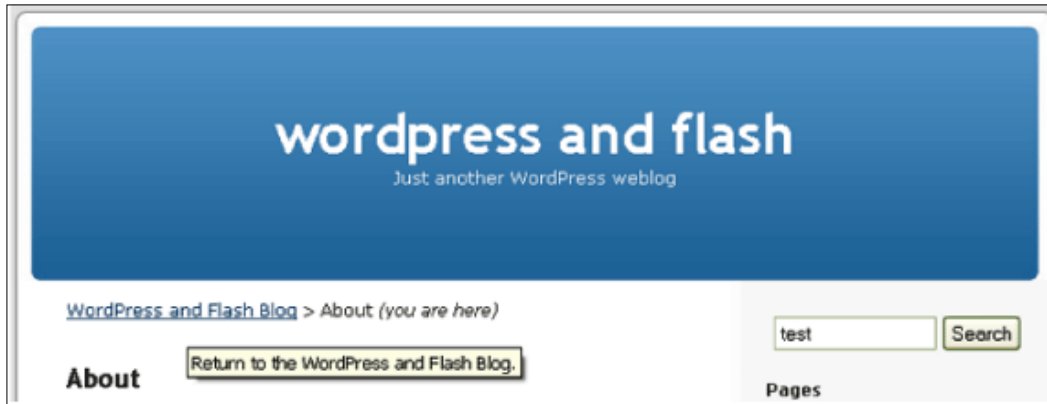 wordpress and flash
Just another WordPress weblog
WordPress and Flash Blog > About (you are here)
test Search
Return to the WordPress and Flash Blog.
About
Pages